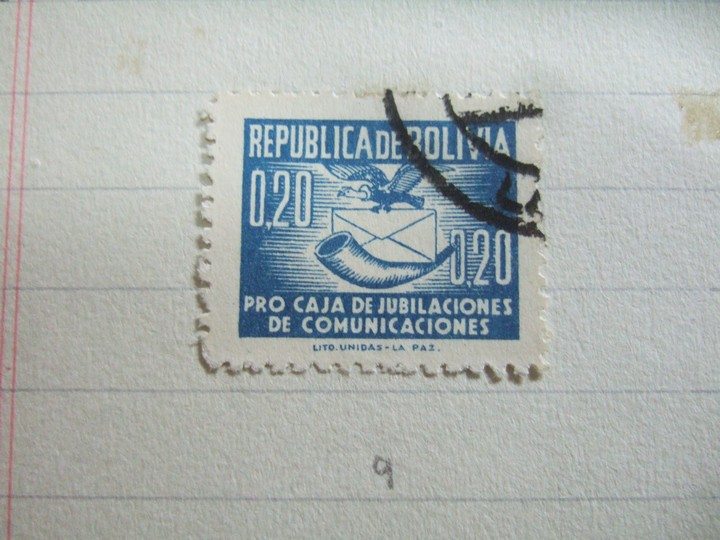 REPUBLICA DE BOLIVIA
0,20
0,20
PRO CAJA DE JUBILACIONES
DE COMUNICACIONES
LITO. UNIDAS - LA PAZ.
9